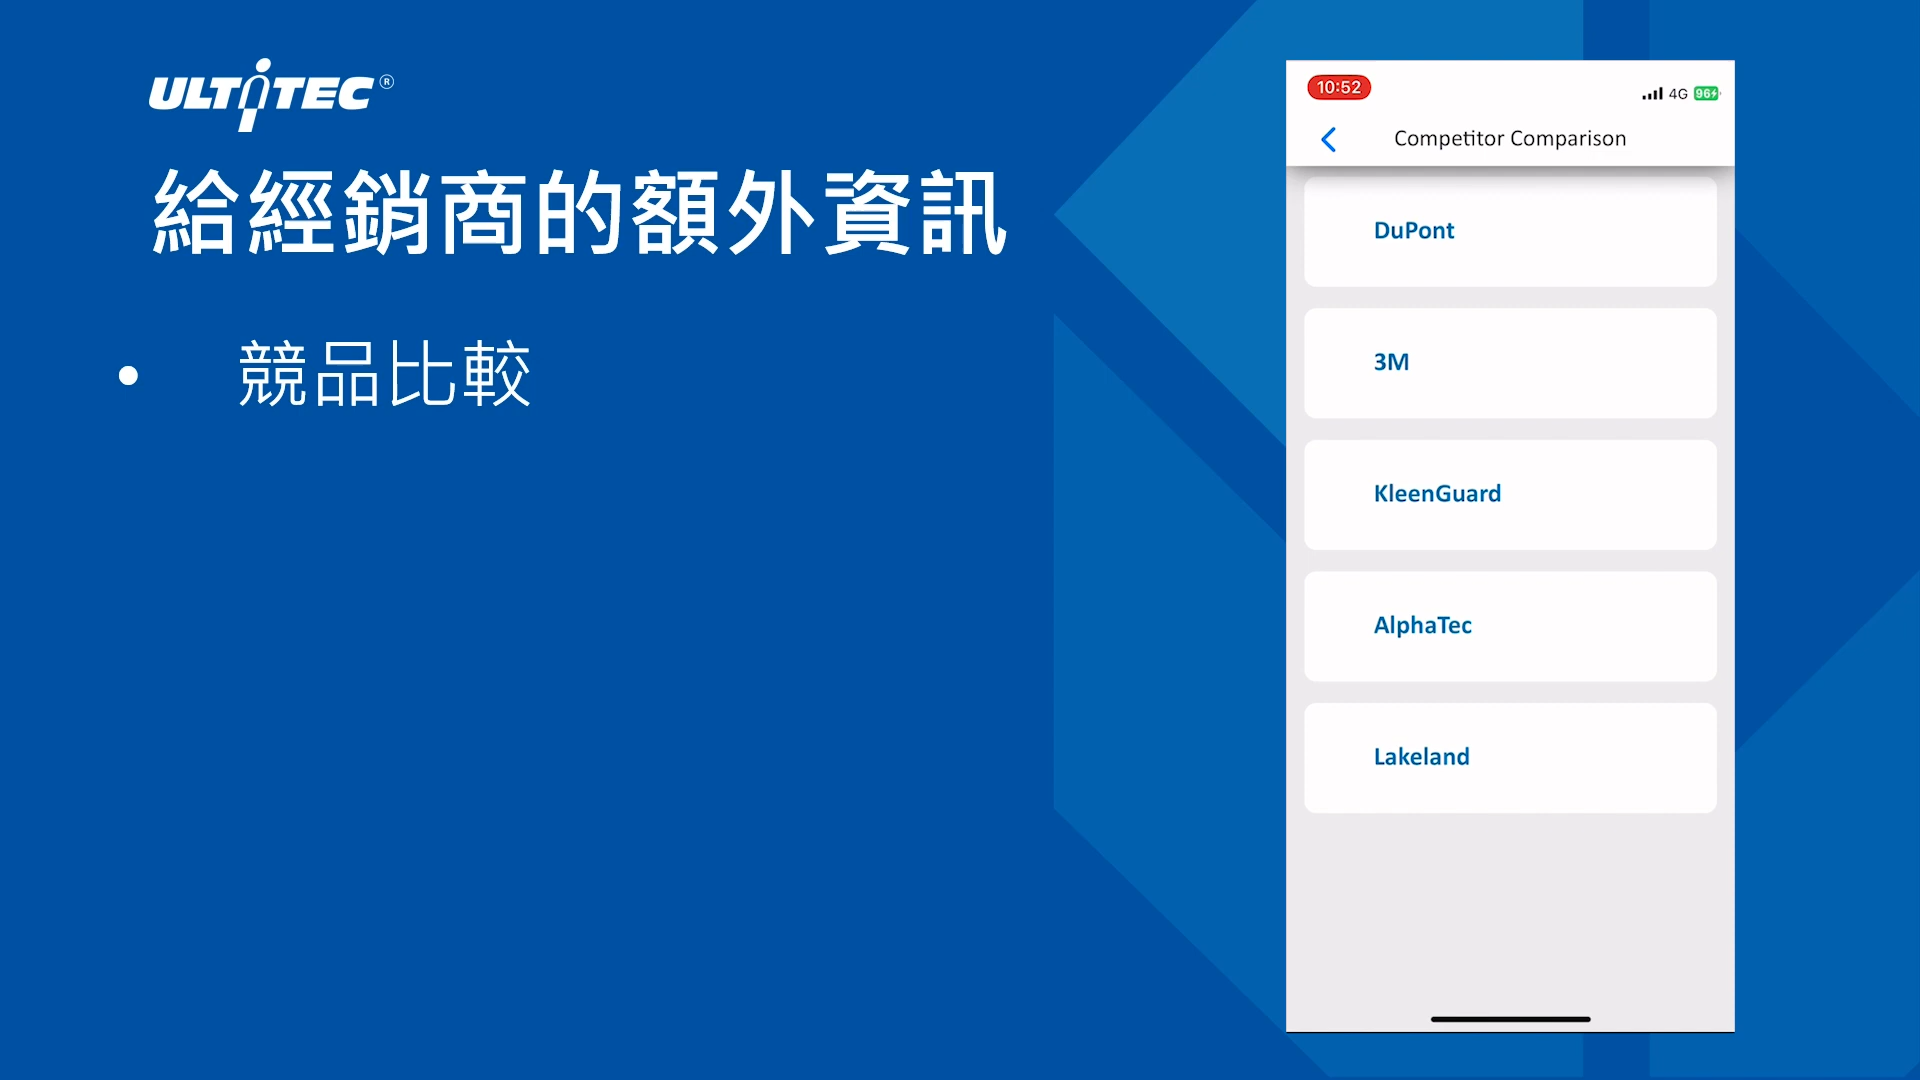 ULTITEC®
給經銷商的額外資訊
• 競品比較
10:52
4G 96
Competitor Comparison
DuPont
3M
KleenGuard
AlphaTec
Lakeland